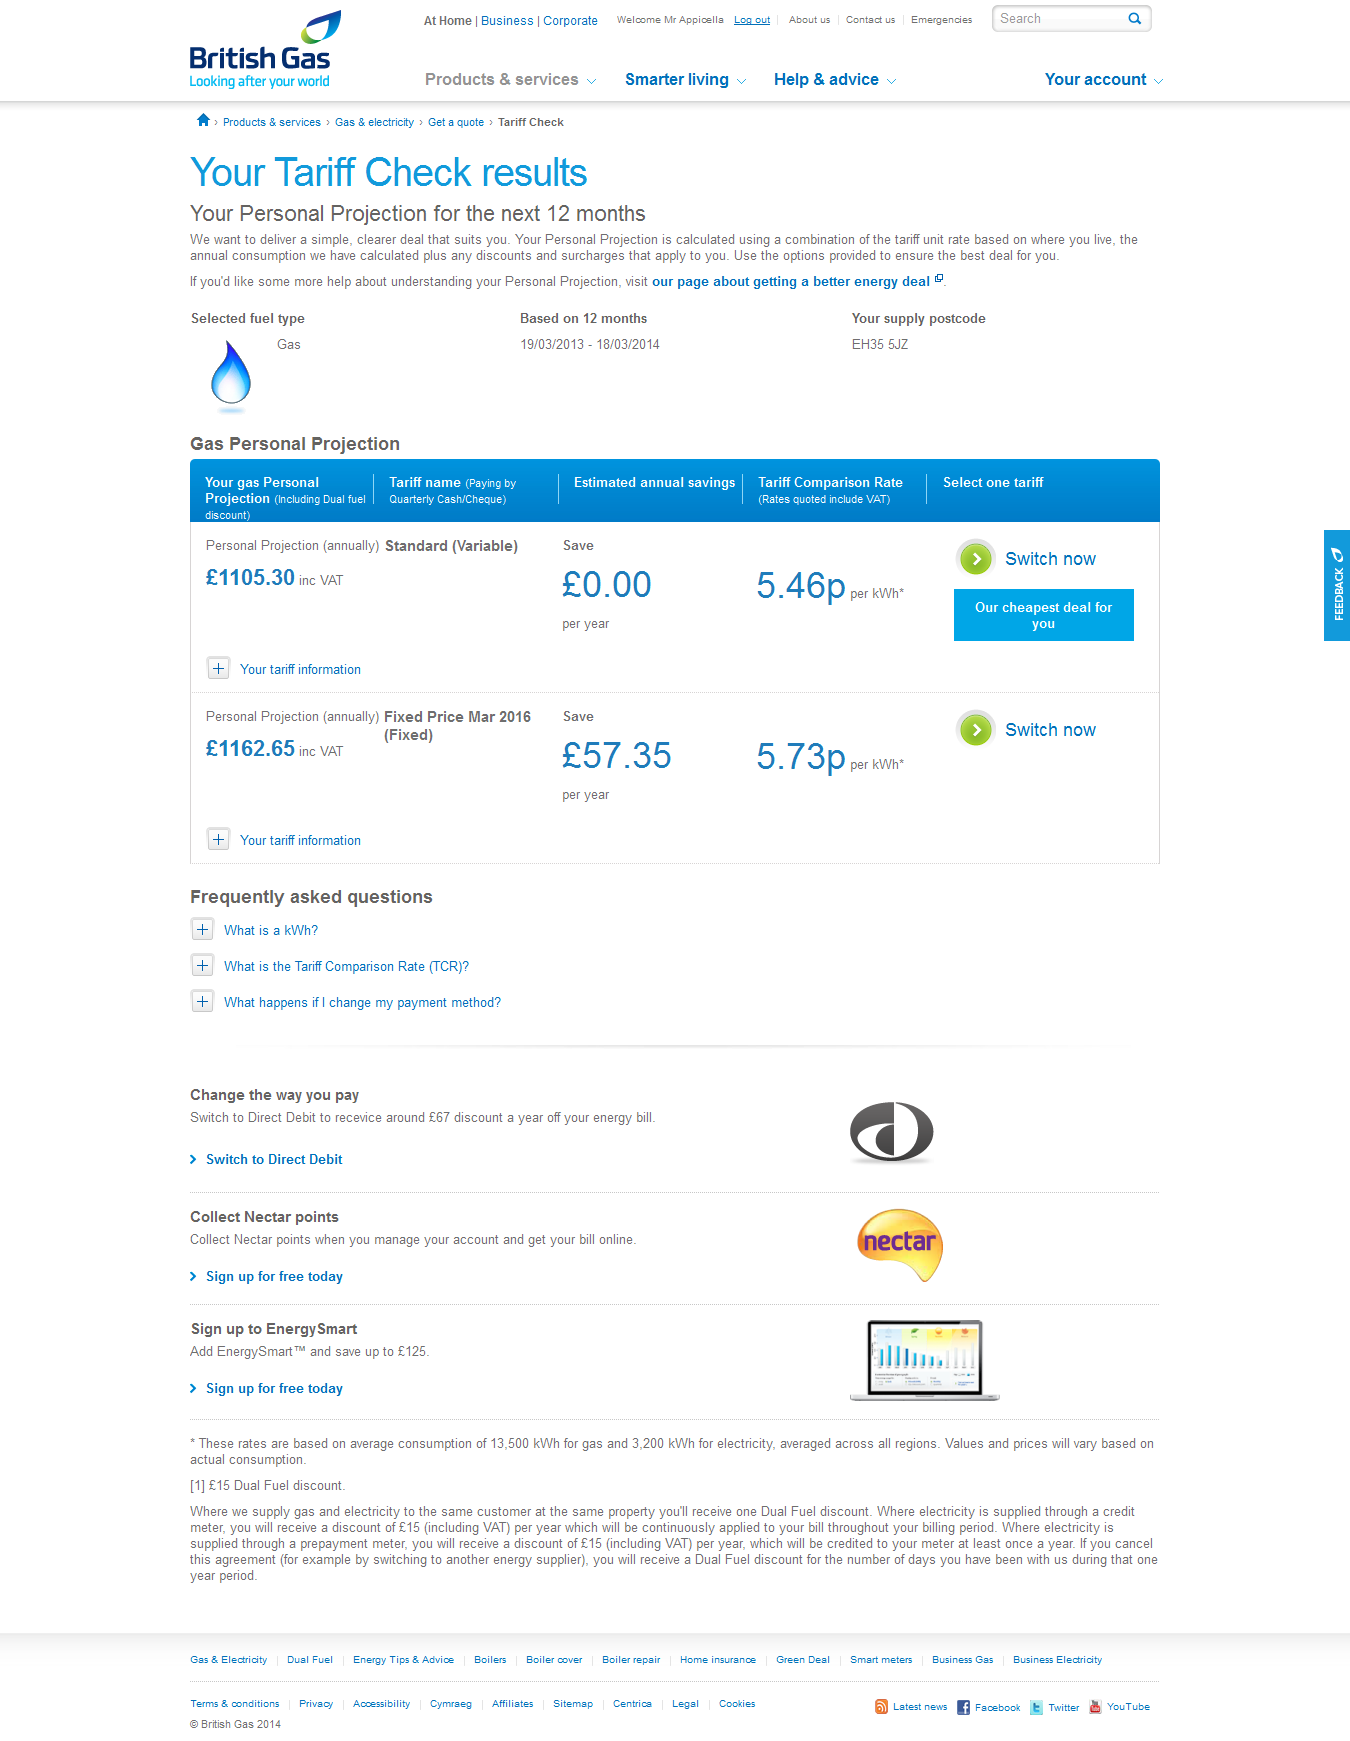 British Gas
Looking after your world
At Home | Business | Corporate
Welcome Mr Appicella Log out About us Contact us Emergencies
Search
Products & services Smarter living Help & advice Your account
› Products & services › Gas & electricity › Get a quote › Tariff Check
Your Tariff Check results
Your Personal Projection for the next 12 months
We want to deliver a simple, clearer deal that suits you. Your Personal Projection is calculated using a combination of the tariff unit rate based on where you live, the
annual consumption we have calculated plus any discounts and surcharges that apply to you. Use the options provided to ensure the best deal for you.
If you'd like some more help about understanding your Personal Projection, visit our page about getting a better energy deal .
Selected fuel type
Gas
Based on 12 months
19/03/2013 - 18/03/2014
Your supply postcode
EH35 5JZ
Gas Personal Projection
Your gas Personal
Projection (Including Dual fuel
discount)
Tariff name (Paying by
Quarterly Cash/Cheque)
Estimated annual savings
Tariff Comparison Rate
(Rates quoted include VAT)
Select one tariff
Personal Projection (annually)
£1105.30 inc VAT
Standard (Variable)
Save
£0.00
per year
5.46p per kWh*
Switch now
Our cheapest deal for
you
+ Your tariff information
Personal Projection (annually)
£1162.65 inc VAT
Fixed Price Mar 2016
(Fixed)
Save
£57.35
per year
5.73p per kWh*
Switch now
+ Your tariff information
FEEDBACK
Frequently asked questions
+ What is a kWh?
+ What is the Tariff Comparison Rate (TCR)?
+ What happens if I change my payment method?
Change the way you pay
Switch to Direct Debit to recevice around £67 discount a year off your energy bill.
Switch to Direct Debit
Collect Nectar points
Collect Nectar points when you manage your account and get your bill online.
Sign up for free today
nectar
Sign up to EnergySmart
Add EnergySmart™ and save up to £125.
Sign up for free today
* These rates are based on average consumption of 13,500 kWh for gas and 3,200 kWh for electricity, averaged across all regions. Values and prices will vary based on
actual consumption.
[1] £15 Dual Fuel discount.
Where we supply gas and electricity to the same customer at the same property you'll receive one Dual Fuel discount. Where electricity is supplied through a credit
meter, you will receive a discount of £15 (including VAT) per year which will be continuously applied to your bill throughout your billing period. Where electricity is
supplied through a prepayment meter, you will receive a discount of £15 (including VAT) per year, which will be credited to your meter at least once a year. If you cancel
this agreement (for example by switching to another energy supplier), you will receive a Dual Fuel discount for the number of days you have been with us during that one
year period.
Gas & Electricity Dual Fuel Energy Tips & Advice Boilers Boiler cover Boiler repair Home insurance Green Deal Smart meters Business Gas Business Electricity
Terms & conditions Privacy Accessibility Cymraeg Affiliates Sitemap Centrica Legal Cookies
Latest news Facebook Twitter YouTube
© British Gas 2014